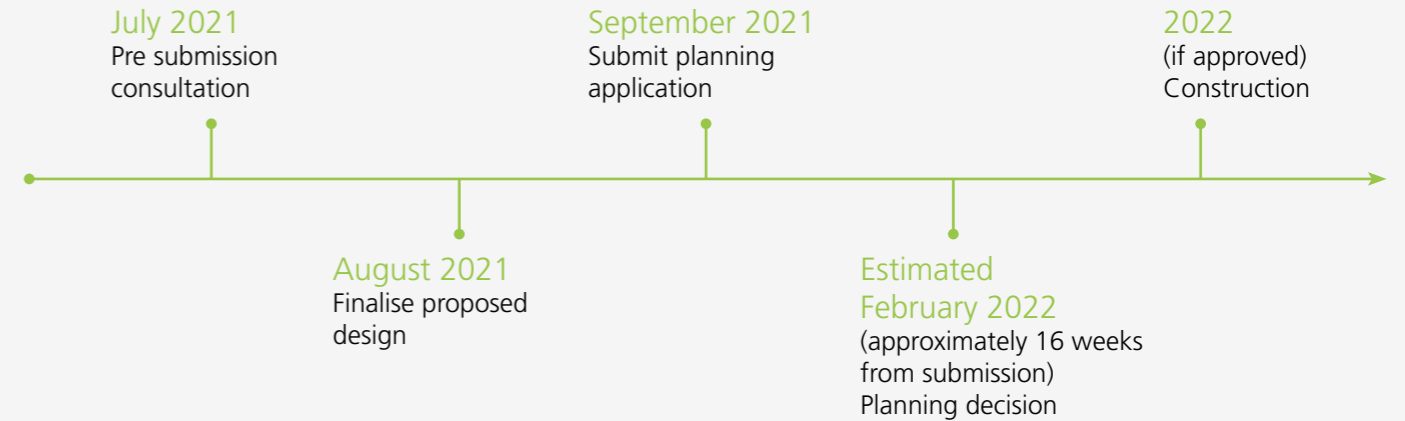 July 2021
Pre submission
consultation
August 2021
Finalise proposed
design
September 2021
Submit planning
application
Estimated
February 2022
(approximately 16 weeks
from submission)
Planning decision
2022
(if approved)
Construction